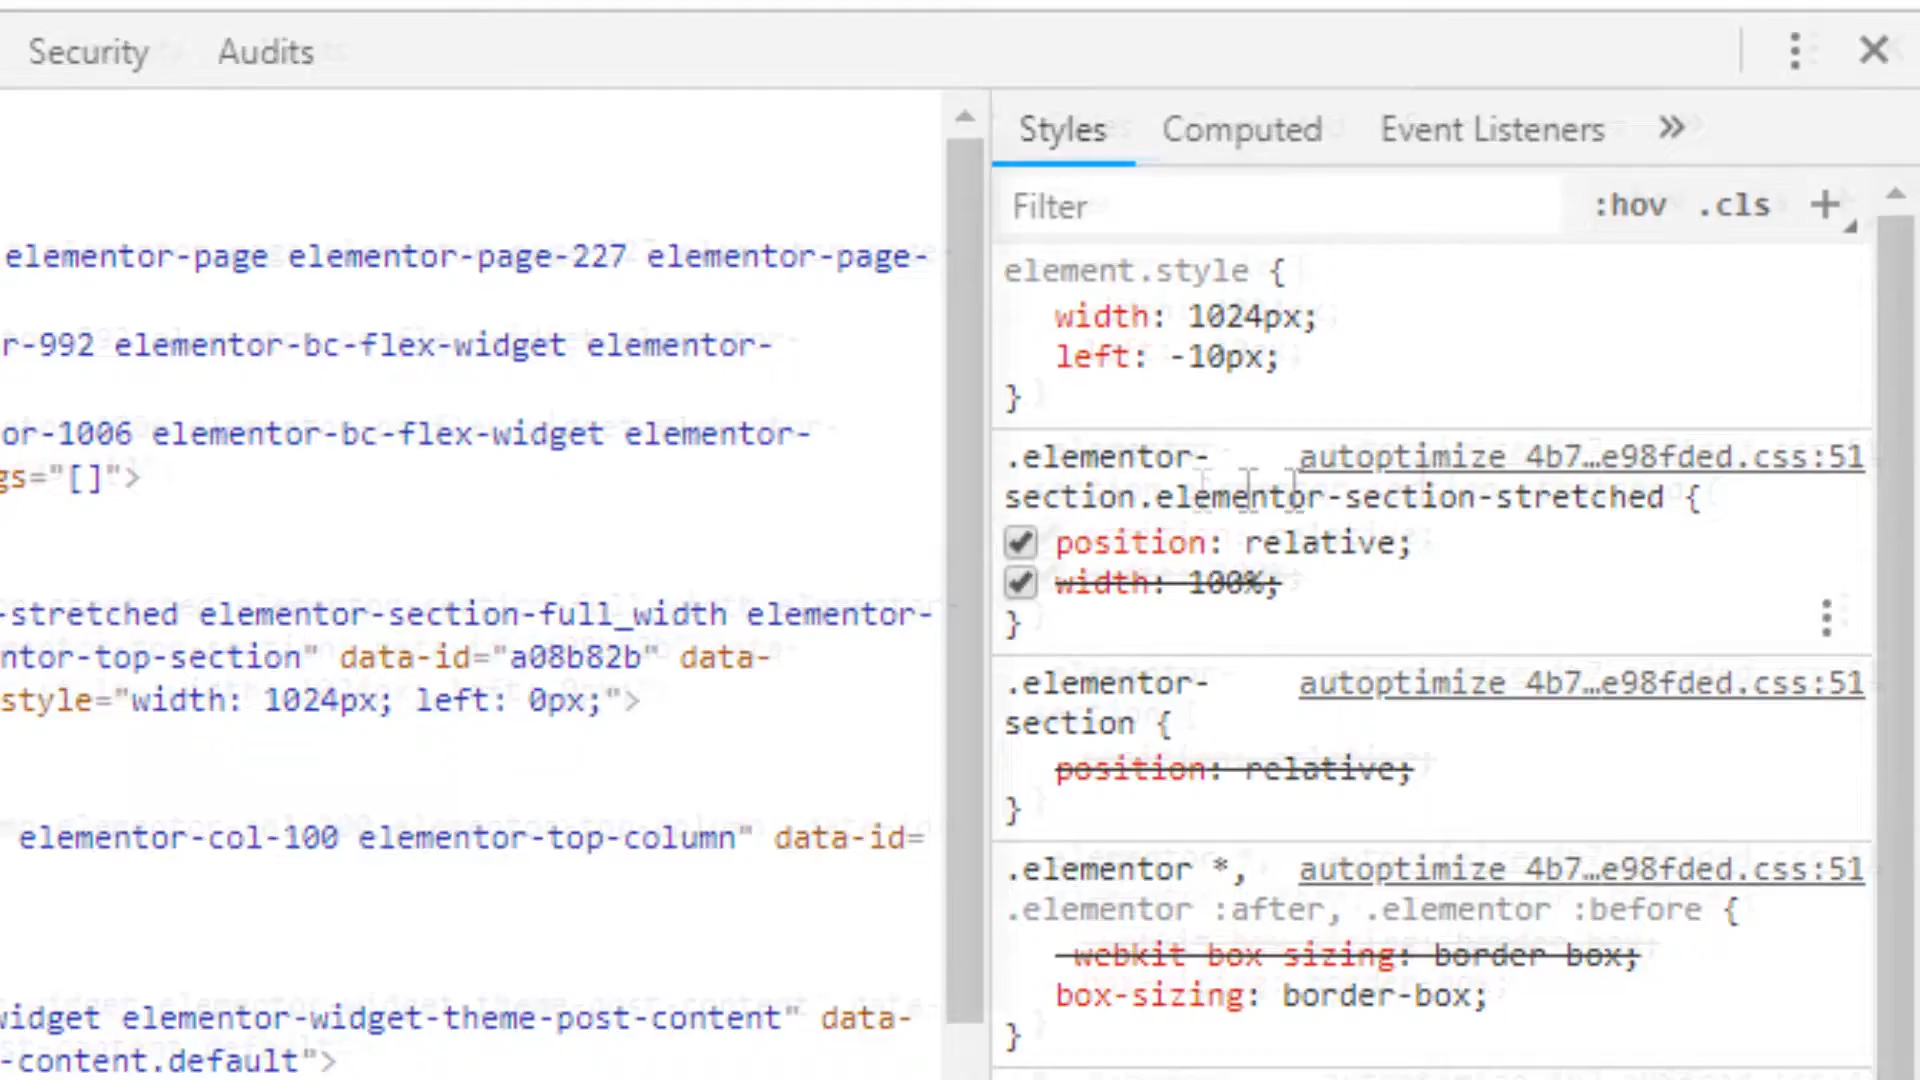 Security Audits
elementor-page elementor-page-227 elementor-page-
r-992 elementor-bc-flex-widget elementor-
or-1006 elementor-bc-flex-widget elementor-
gs="[]">
-stretched elementor-section-full_width elementor-
ntor-top-section" data-id="a08b82b" data-
style="width: 1024px; left: 0px;">
elementor-col-100 elementor-top-column" data-id=
widget elementor-widget-theme-post-content" data-
-content.default">
Styles Computed Event Listeners »
Filter :hov .cls +
element.style {
width: 1024px;
left: -10px;
}
.elementor- autoptimize_4b7…e98fded.css:51
section.elementor-section-stretched {
position: relative;
width: 100%;
}
.elementor- autoptimize_4b7…e98fded.css:51
section {
position: relative;
}
.elementor *, autoptimize_4b7…e98fded.css:51
.elementor :after, .elementor :before {
-webkit-box-sizing: border-box;
box-sizing: border-box;
}